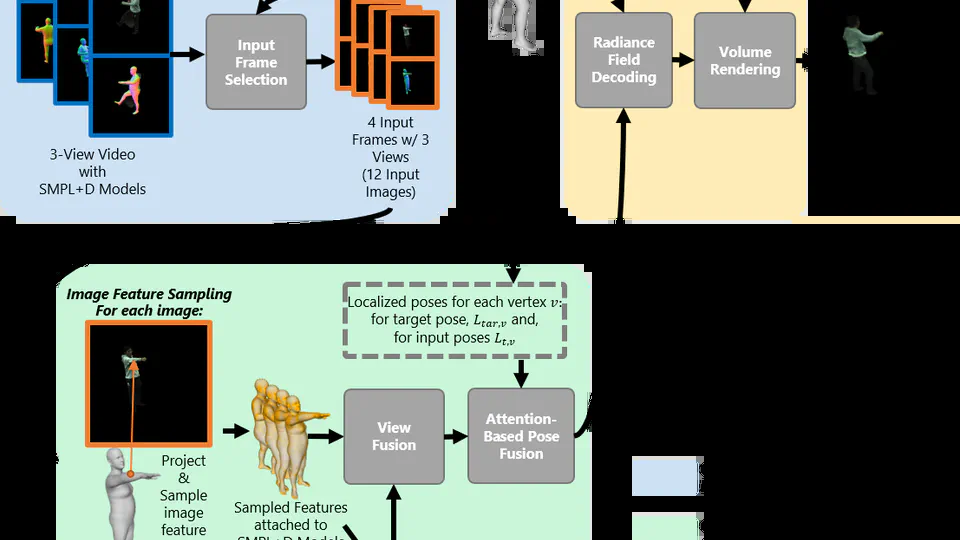 Input
Frame
Selection
3-View Video
with
SMPL+D Models
4 Input
Frames w/ 3
Views
(12 Input
Images)
Radiance
Field
Decoding
Volume
Rendering
Image Feature Sampling
For each image:
Project
&
Sample
image
feature
Sampled Features
attached to
SMPL+D Models
Localized poses for each vertex v:
for target pose, L_{tar,v} and,
for input poses L_{t,v}
View
Fusion
Attention-
Based Pose
Fusion